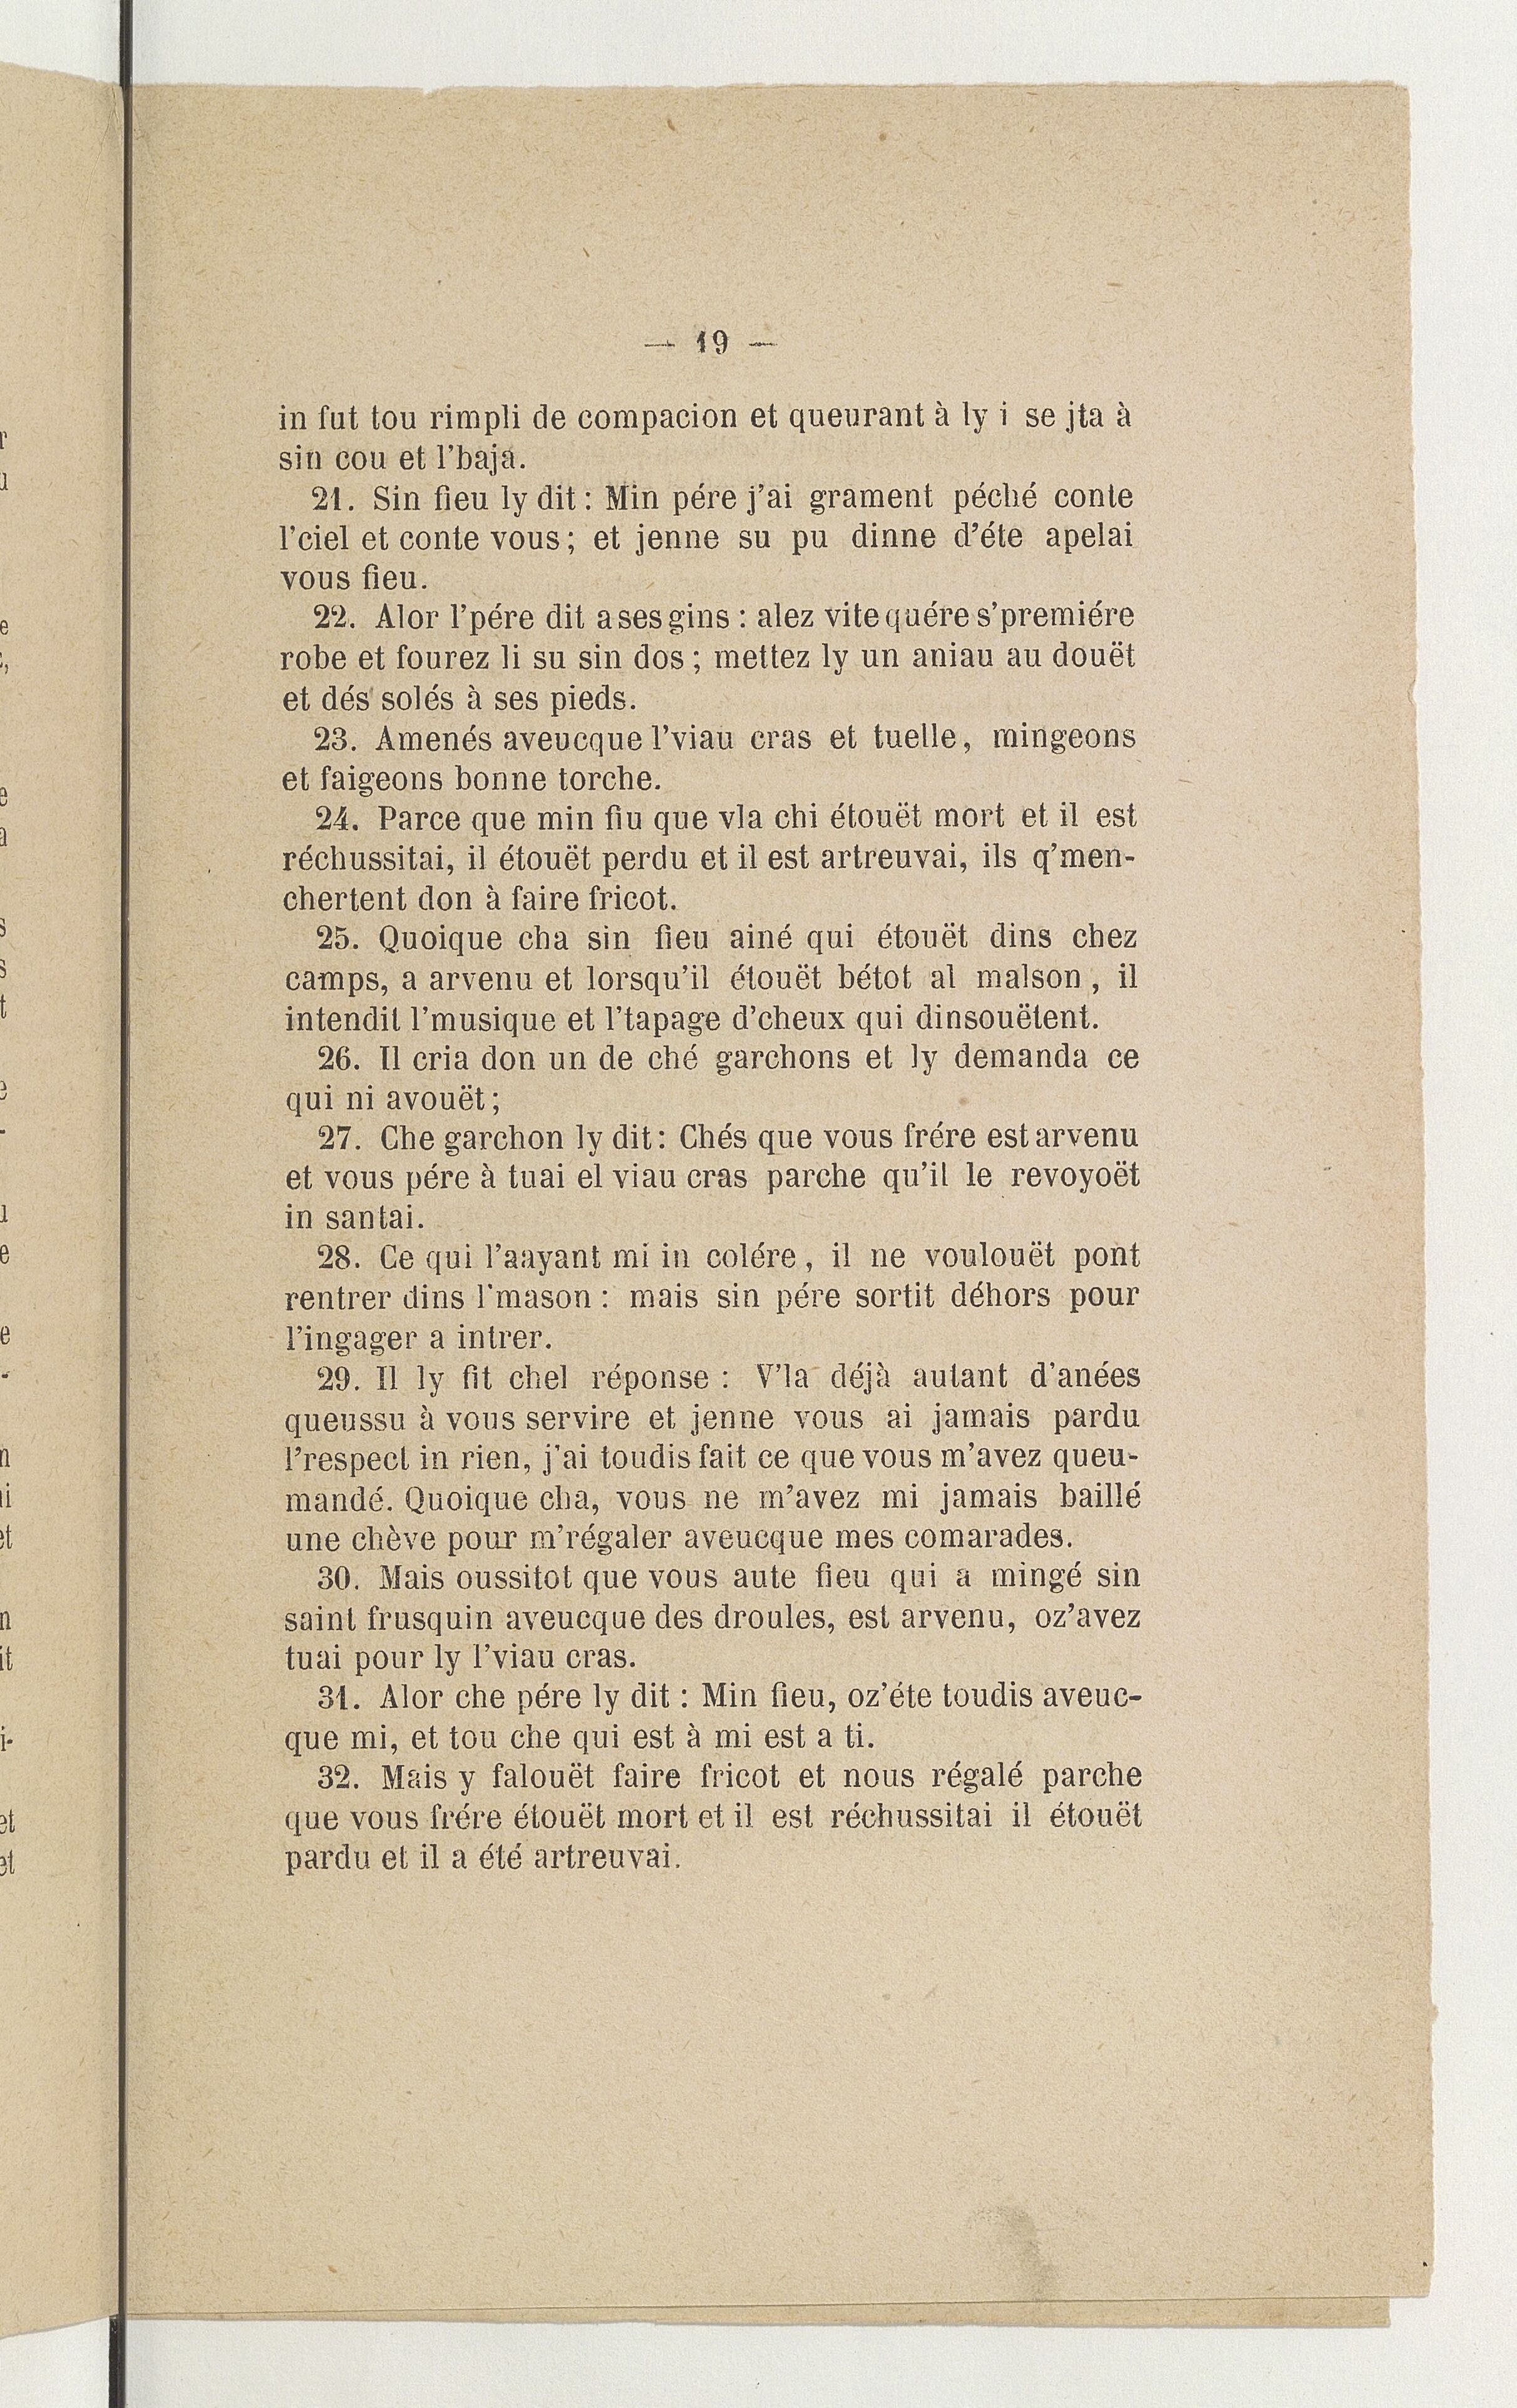 — 19 —
in fut tou rimpli de compacion et queurant à ly i se jta à
sin cou et l'baja.
21. Sin fieu ly dit : Min pére j'ai grament péché conte
l'ciel et conte vous ; et jenne su pu dinne d'éte apelai
vous fieu.
22. Alor l'pére dit a ses gins : alez vite quére s'premiére
robe et fourez li su sin dos ; mettez ly un aniau au douët
et dés solés à ses pieds.
23. Amenés aveucque l'viau cras et tuelle, mingeons
et faigeons bonne torche.
24. Parce que min fiu que vla chi étouët mort et il est
réchussitai, il étouët perdu et il est artreuvai, ils q'men-
chertent don à faire fricot.
25. Quoique cha sin fieu ainé qui étouët dins chez
camps, a arvenu et lorsqu'il étouët bétot al malson, il
intendit l'musique et l'tapage d'cheux qui dinsouëtent.
26. Il cria don un de ché garchons et ly demanda ce
qui ni avouët ;
27. Che garchon ly dit : Chés que vous frére est arvenu
et vous pére à tuai el viau cras parche qu'il le revoyoët
in santai.
28. Ce qui l'aayant mi in colére, il ne voulouët pont
rentrer dins l'mason : mais sin pére sortit déhors pour
l'ingager a intrer.
29. Il ly fit chel réponse : V'la déjà autant d'anées
queussu à vous servire et jenne vous ai jamais pardu
l'respect in rien, j'ai toudis fait ce que vous m'avez queu-
mandé. Quoique cha, vous ne m'avez mi jamais baillé
une chève pour m'régaler aveucque mes comarades.
30. Mais oussitot que vous aute fieu qui a mingé sin
saint frusquin aveucque des droules, est arvenu, oz'avez
tuai pour ly l'viau cras.
31. Alor che pére ly dit : Min fieu, oz'éte toudis aveuc-
que mi, et tou che qui est à mi est a ti.
32. Mais y falouët faire fricot et nous régalé parche
que vous frére étouët mort et il est réchussitai il étouët
pardu et il a été artreuvai.